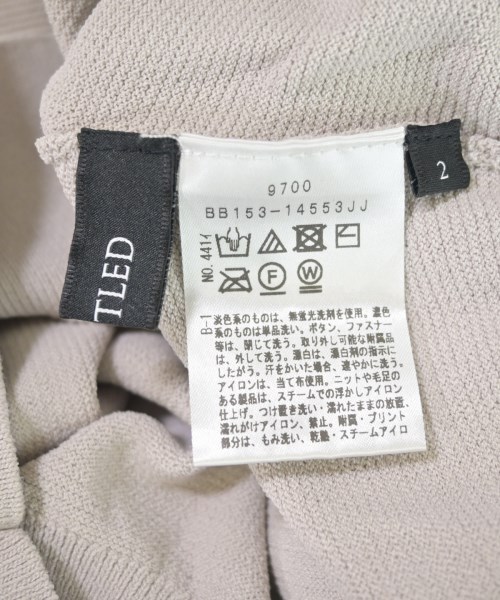 TLED
2
9700
BB153-14553JJ
NO.441イ
F
W
B-1
淡色系のものは、無蛍光洗剤を使用。濃色
系のものは単品洗い。ボタン、ファスナー
等は、閉じて洗う。取り外し可能な附属品
は、外して洗う。漂白は、漂白剤の指示に
したがう。汗をかいた場合、速やかに洗う。
アイロンは、当て布使用。ニットや毛足の
ある製品は、スチームでの浮かしアイロン
仕上げ。つけ置き洗い・濡れたままの放置、
濡れがけアイロン、禁止。附属・プリント
部分は、もみ洗い、乾燥・スチームアイロ